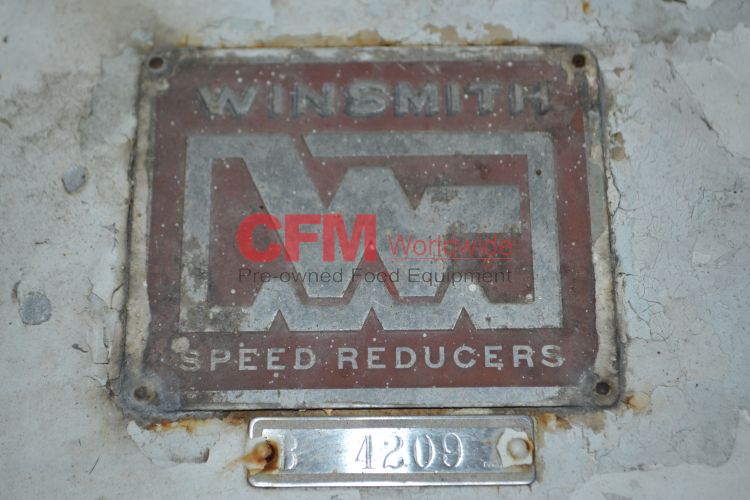 WINSMITH
CFM Worldwide
Pre-owned Food Equipment
SPEED REDUCERS
B 4209